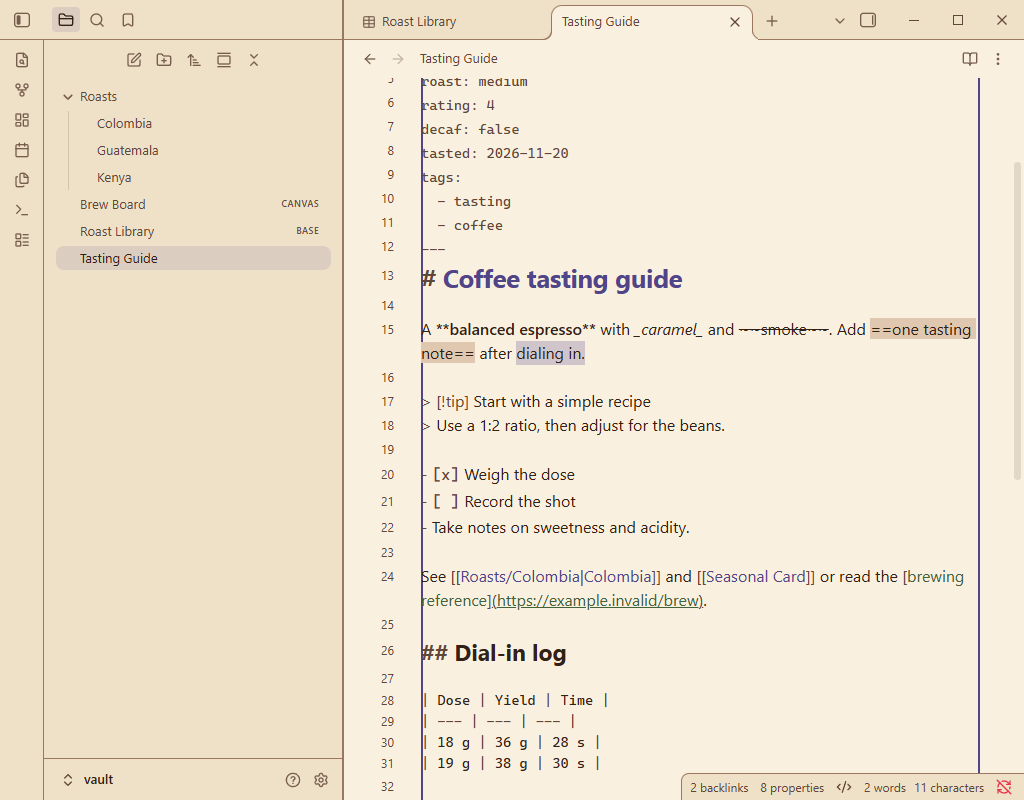 Roast Library
Tasting Guide
Tasting Guide
Roasts
Colombia
Guatemala
Kenya
Brew Board CANVAS
Roast Library BASE
Tasting Guide
vault
5 roast: medium
6 rating: 4
7 decaf: false
8 tasted: 2026-11-20
9 tags:
10 - tasting
11 - coffee
12 ---
13 # Coffee tasting guide
14
15 A **balanced espresso** with _caramel_ and ~~smoke~~. Add ==one tasting
note== after dialing in.
16
17 > [!tip] Start with a simple recipe
18 > Use a 1:2 ratio, then adjust for the beans.
19
20 - [x] Weigh the dose
21 - [ ] Record the shot
22 - Take notes on sweetness and acidity.
23
24 See [[Roasts/Colombia|Colombia]] and [[Seasonal Card]] or read the [brewing
reference](https://example.invalid/brew).
25
26 ## Dial-in log
27
28 | Dose | Yield | Time |
29 | --- | --- | --- |
30 | 18 g | 36 g | 28 s |
31 | 19 g | 38 g | 30 s |
32
2 backlinks 8 properties 2 words 11 characters